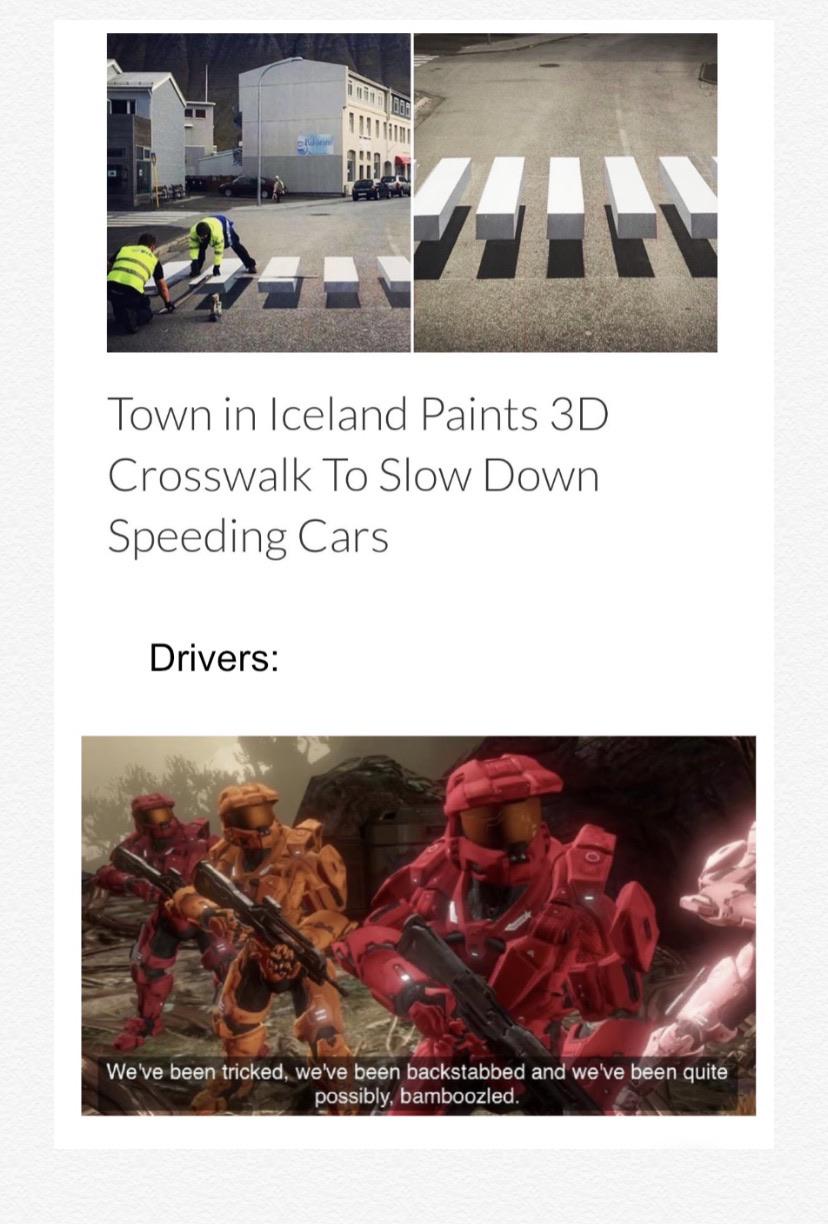 Town in Iceland Paints 3D
Crosswalk To Slow Down
Speeding Cars
Drivers:
We've been tricked, we've been backstabbed and we've been quite
possibly, bamboozled.